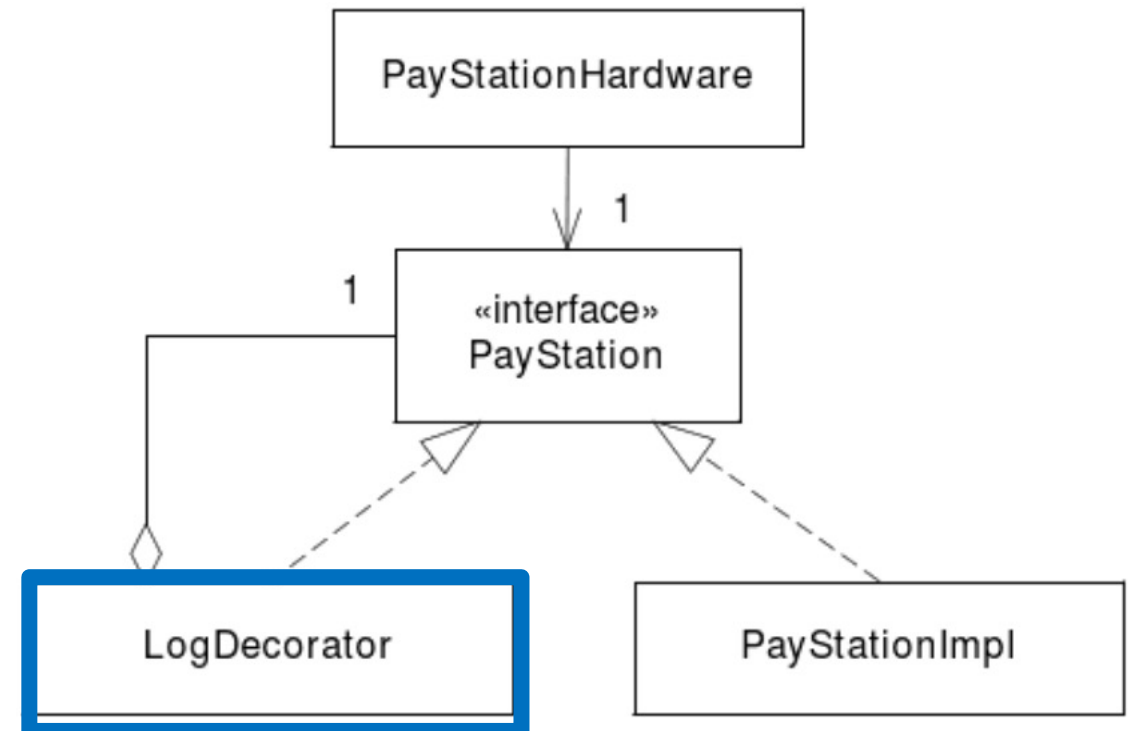 PayStationHardware
1
1
«interface»
PayStation
LogDecorator
PayStationImpl